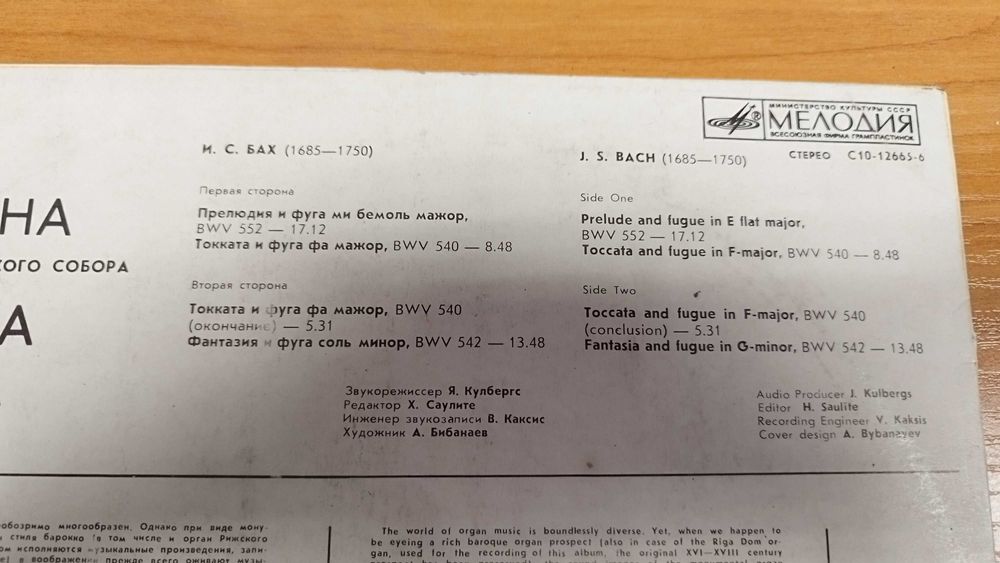 МИНИСТЕРСТВО КУЛЬТУРЫ СССР
МЕЛОДИЯ
ВСЕСОЮЗНАЯ ФИРМА ГРАМПЛАСТИНОК
СТЕРЕО С10-12665-6
НА
КОГО СОБОРА
А
И. С. БАХ (1685—1750)
Первая сторона
Прелюдия и фуга ми бемоль мажор,
BWV 552 — 17.12
Токката и фуга фа мажор, BWV 540 — 8.48
Вторая сторона
Токката и фуга фа мажор, BWV 540
(окончание) — 5.31
Фантазия и фуга соль минор, BWV 542 — 13.48
Звукорежиссер Я. Кулбергс
Редактор Х. Саулите
Инженер звукозаписи В. Каксис
Художник А. Бибанаев
J. S. BACH (1685—1750)
Side One
Prelude and fugue in E flat major,
BWV 552 — 17.12
Toccata and fugue in F-major, BWV 540 — 8.48
Side Two
Toccata and fugue in F-major, BWV 540
(conclusion) — 5.31
Fantasia and fugue in G-minor, BWV 542 — 13.48
Audio Producer J. Kulbergs
Editor H. Saulite
Recording Engineer V. Kaksis
Cover design A. Bybanayev
обозримо многообразен. Однако при виде мону-
стиля барокко (в том числе и орган Рижского
ом исполняются музыкальные произведения, запи-
в воображении прежде всего оживают музы-
The world of organ music is boundlessly diverse. Yet, when we happen to
be eyeing a rich baroque organ prospect (also in case of the Riga Dom or-
gan, used for the recording of this album, the original XVI—XVIII century